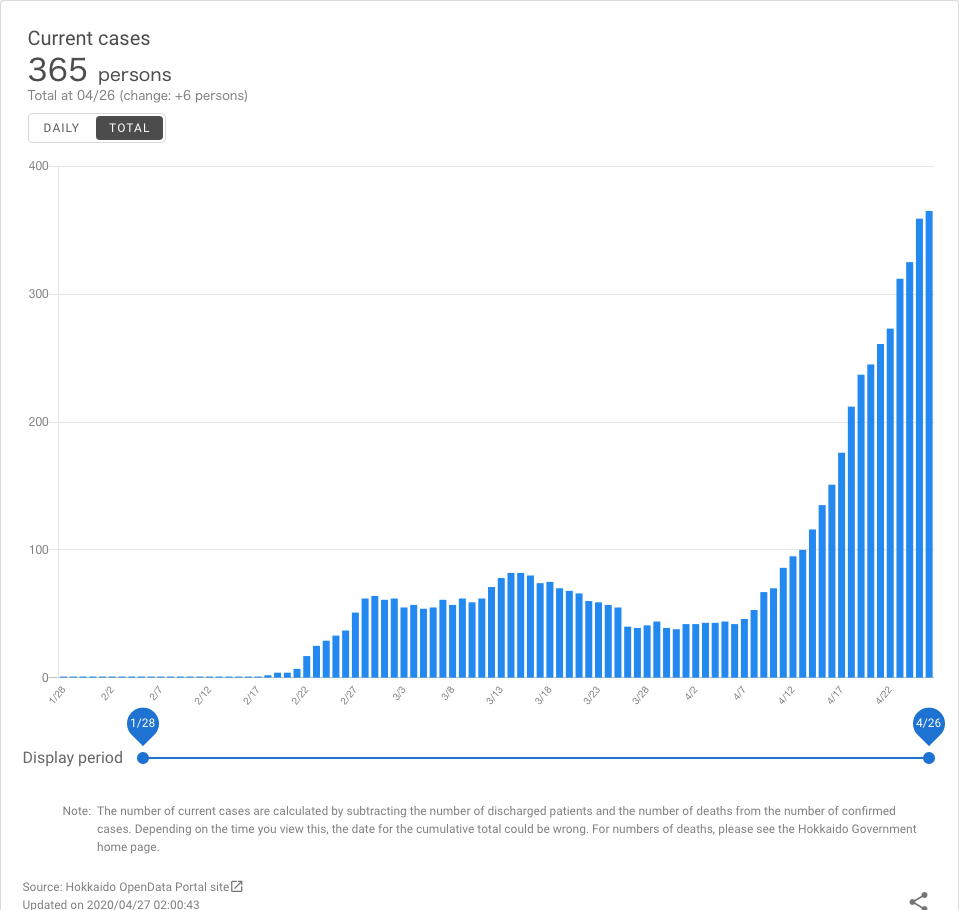 Current cases
365 persons
Total at 04/26 (change: +6 persons)
DAILY TOTAL
400
300
200
100
0
1/28 2/2 2/7 2/12 2/17 2/22 2/27 3/3 3/8 3/13 3/18 3/23 3/28 4/2 4/7 4/12 4/17 4/22
1/28 4/26
Display period
Note: The number of current cases are calculated by subtracting the number of discharged patients and the number of deaths from the number of confirmed
cases. Depending on the time you view this, the date for the cumulative total could be wrong. For numbers of deaths, please see the Hokkaido Government
home page.
Source: Hokkaido OpenData Portal site
Updated on 2020/04/27 02:00:43